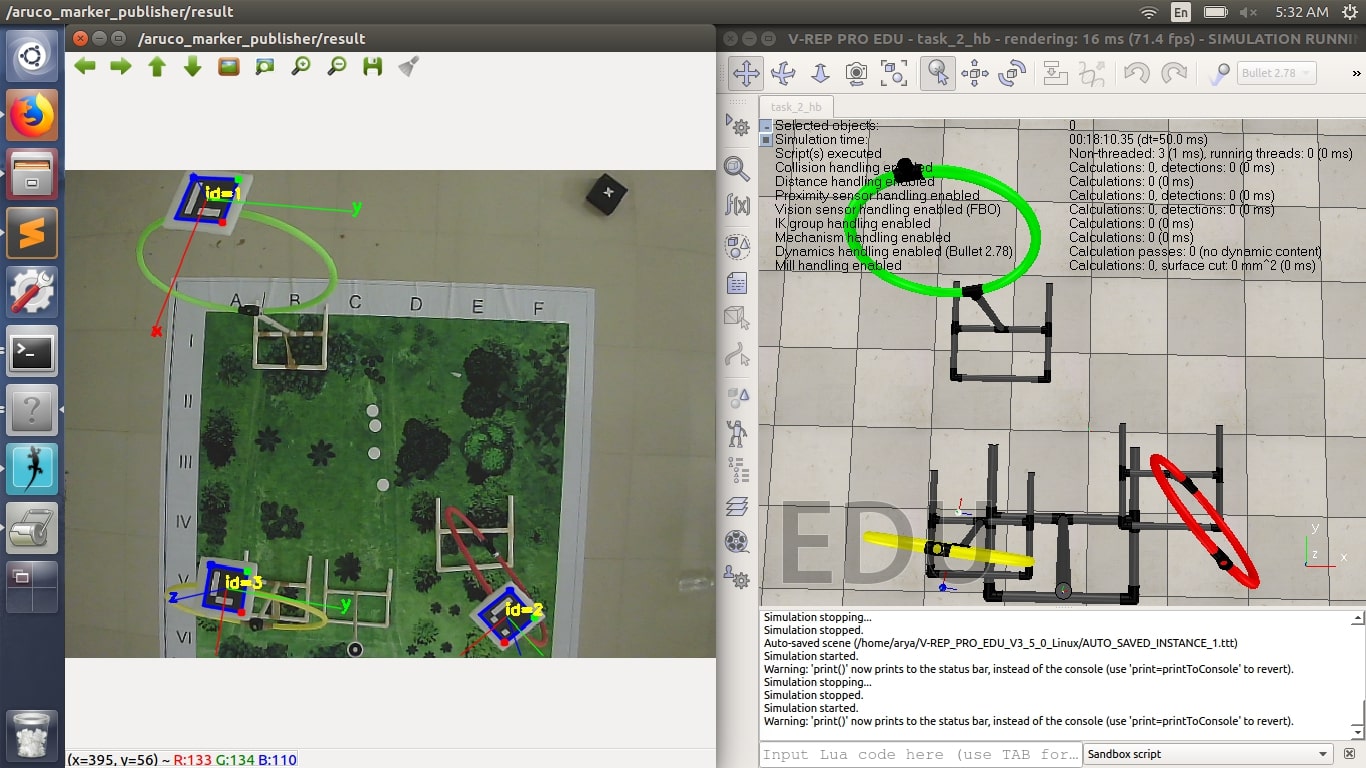 /aruco_marker_publisher/result
En
5:32 AM
/aruco_marker_publisher/result
V-REP PRO EDU - task_2_hb - rendering: 16 ms (71.4 fps) - SIMULATION RUNNIN
Bullet 2.78
»
task_2_hb
Selected objects: 0
Simulation time: 00:18:10.35 (dt=50.0 ms)
Script(s) executed Non-threaded: 3 (1 ms), running threads: 0 (0 ms)
Collision handling enabled Calculations: 0, detections: 0 (0 ms)
Distance handling enabled Calculations: 0 (0 ms)
Proximity sensor handling enabled Calculations: 0, detections: 0 (0 ms)
Vision sensor handling enabled (FBO) Calculations: 0, detections: 0 (0 ms)
IK group handling enabled Calculations: 0 (0 ms)
Mechanism handling enabled Calculations: 0 (0 ms)
Dynamics handling enabled (Bullet 2.78) Calculation passes: 0 (no dynamic content)
Mill handling enabled Calculations: 0, surface cut: 0 mm^2 (0 ms)
id=1
y
x
A B C D E F
I
II
III
IV
V
VI
id=3
z
y
id=2
EDU
y
z x
Simulation stopping...
Simulation stopped.
Auto-saved scene (/home/arya/V-REP_PRO_EDU_V3_5_0_Linux/AUTO_SAVED_INSTANCE_1.ttt)
Simulation started.
Warning: 'print()' now prints to the status bar, instead of the console (use 'print=printToConsole' to revert).
Simulation stopping...
Simulation stopped.
Simulation started.
Warning: 'print()' now prints to the status bar, instead of the console (use 'print=printToConsole' to revert).
Input Lua code here (use TAB for...
Sandbox script
(x=395, y=56) ~ R:133 G:134 B:110